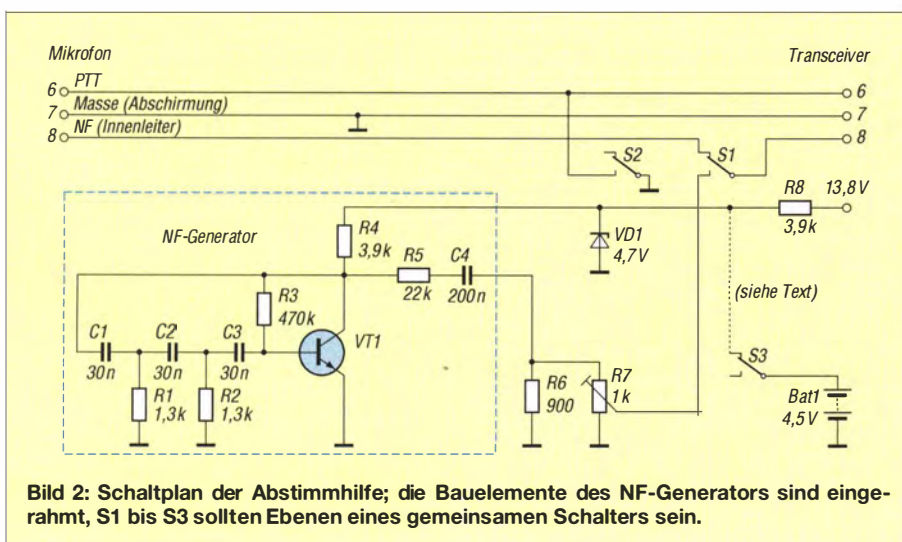 Mikrofon
Transceiver
6 PTT 6
7 Masse (Abschirmung) 7
8 NF (Innenleiter) 8
S2
S1
R8
3,9k
13,8V
NF-Generator
R4
3,9k
R5
22k
C4
200n
VD1
4,7V
(siehe Text)
R3
470k
VT1
C1
30n
C2
30n
C3
30n
R1
1,3k
R2
1,3k
R6
900
R7
1k
S3
Bat1
4,5V
Bild 2: Schaltplan der Abstimmhilfe; die Bauelemente des NF-Generators sind einge-
rahmt, S1 bis S3 sollten Ebenen eines gemeinsamen Schalters sein.